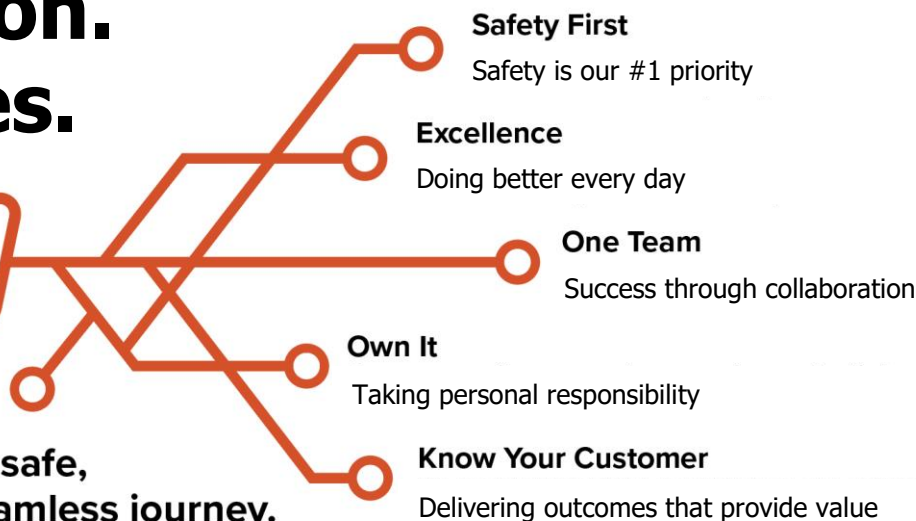 on.
es.
Safety First
Safety is our #1 priority
Excellence
Doing better every day
One Team
Success through collaboration
Own It
Taking personal responsibility
safe,
amless journey.
Know Your Customer
Delivering outcomes that provide value